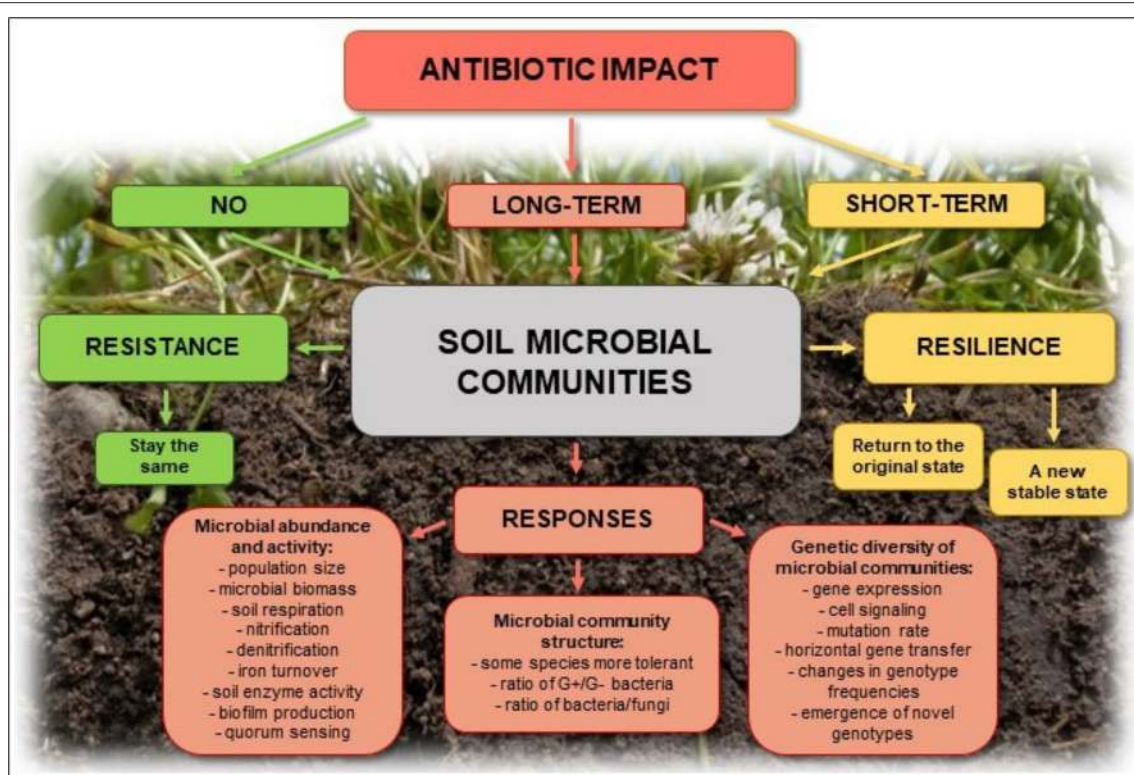 ANTIBIOTIC IMPACT
NO
LONG-TERM
SHORT-TERM
SOIL MICROBIAL
COMMUNITIES
RESISTANCE
RESILIENCE
Stay the
same
Return to the
original state
A new
stable state
RESPONSES
Microbial abundance
and activity:
- population size
- microbial biomass
- soil respiration
- nitrification
- denitrification
- iron turnover
- soil enzyme activity
- biofilm production
- quorum sensing
Microbial community
structure:
- some species more tolerant
- ratio of G+/G- bacteria
- ratio of bacteria/fungi
Genetic diversity of
microbial communities:
- gene expression
- cell signaling
- mutation rate
- horizontal gene transfer
- changes in genotype
frequencies
- emergence of novel
genotypes